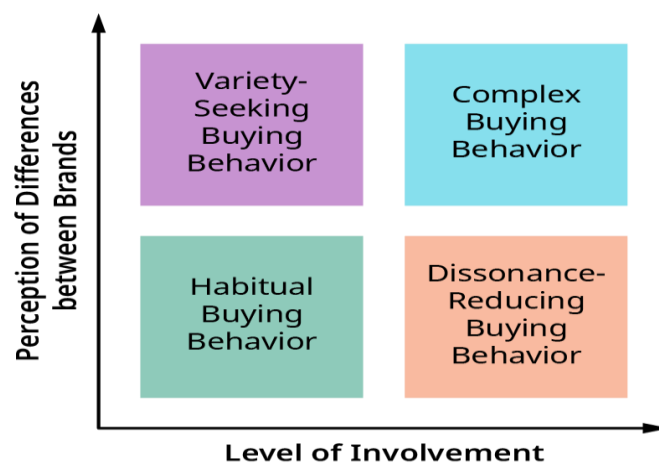 Perception of Differences
between Brands
Variety-
Seeking
Buying
Behavior
Complex
Buying
Behavior
Habitual
Buying
Behavior
Dissonance-
Reducing
Buying
Behavior
Level of Involvement